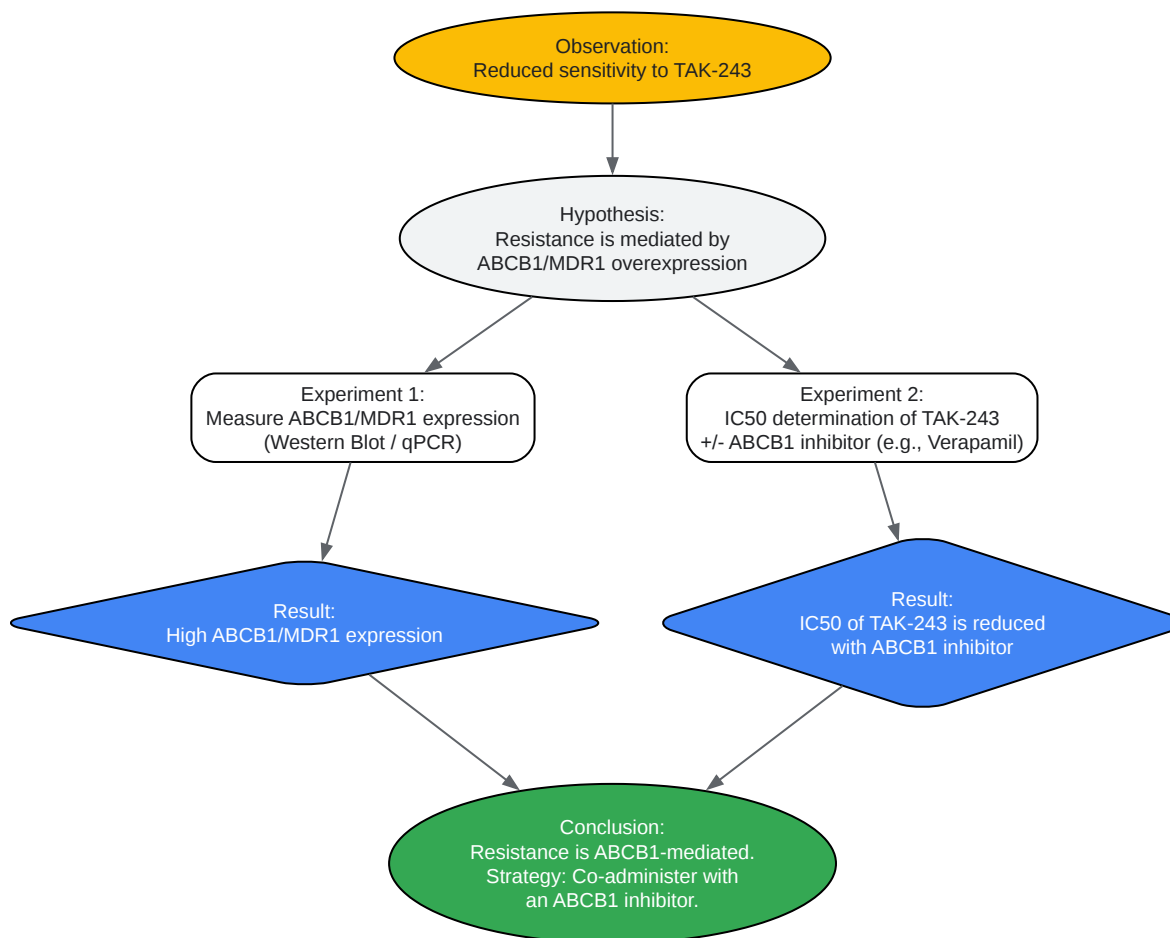 Observation:
Reduced sensitivity to TAK-243
Hypothesis:
Resistance is mediated by
ABCB1/MDR1 overexpression
Experiment 1:
Measure ABCB1/MDR1 expression
(Western Blot / qPCR)
Experiment 2:
IC50 determination of TAK-243
+/- ABCB1 inhibitor (e.g., Verapamil)
Result:
High ABCB1/MDR1 expression
Result:
IC50 of TAK-243 is reduced
with ABCB1 inhibitor
Conclusion:
Resistance is ABCB1-mediated.
Strategy: Co-administer with
an ABCB1 inhibitor.